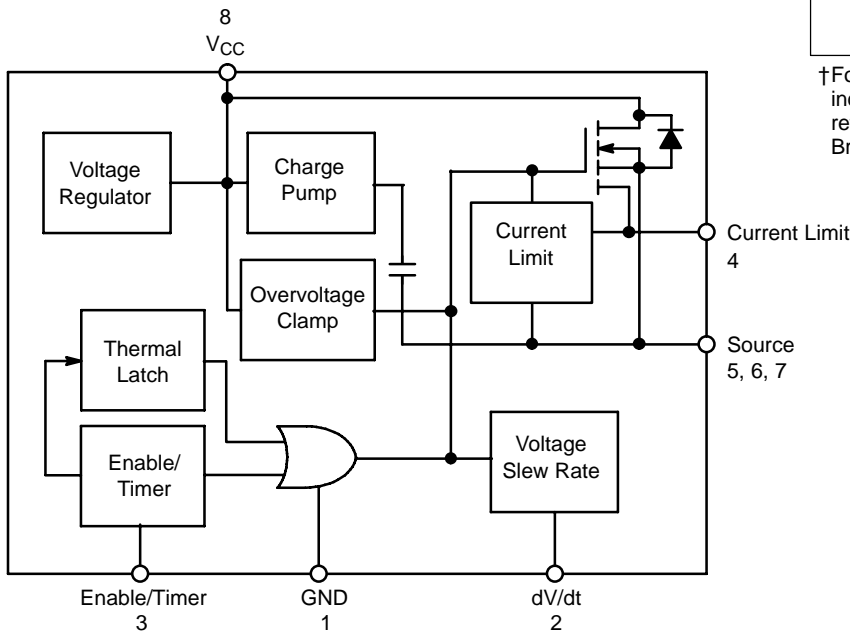 8
VCC
†Fo
inc
re
Br
Voltage
Regulator
Charge
Pump
Current
Limit
Current Limit
4
Overvoltage
Clamp
Thermal
Latch
Source
5, 6, 7
Enable/
Timer
Voltage
Slew Rate
Enable/Timer
3
GND
1
dV/dt
2